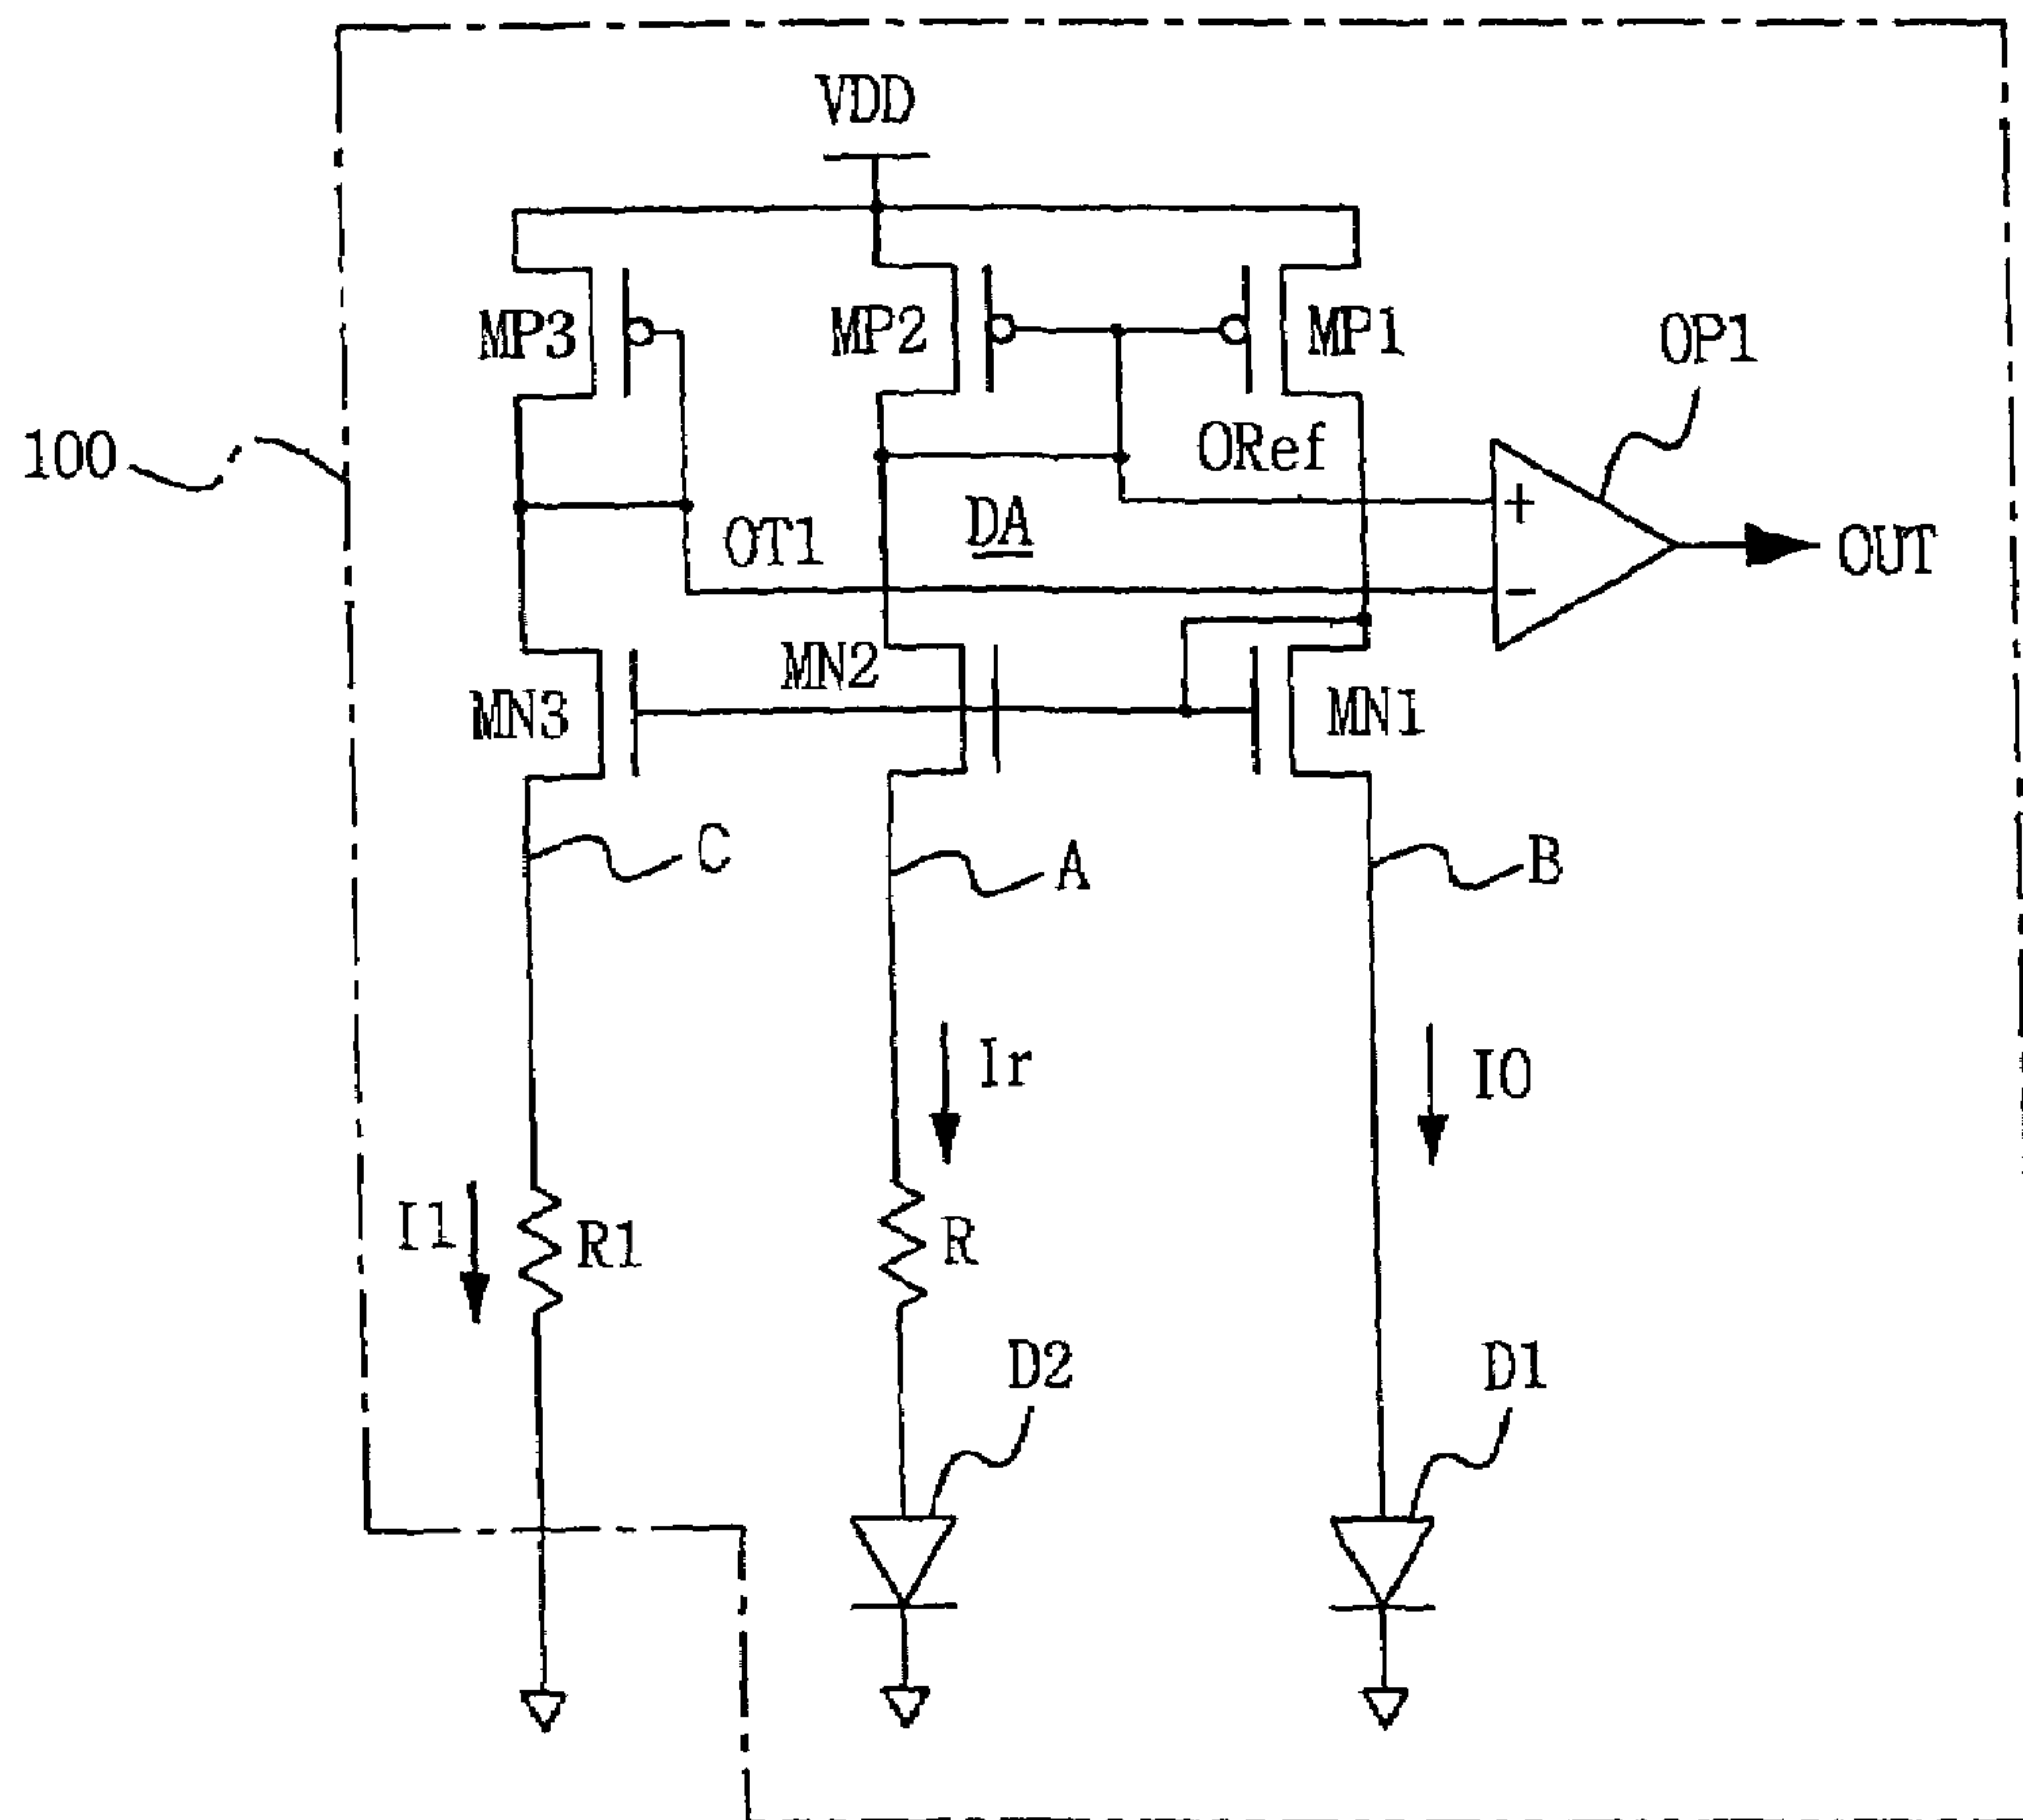 VDD
MP3
MP2
MP1
OP1
100
ORef
+
OT1
DA
OUT
-
MN3
MN2
MN1
C
A
B
Ir
IO
I1
R1
R
D2
D1